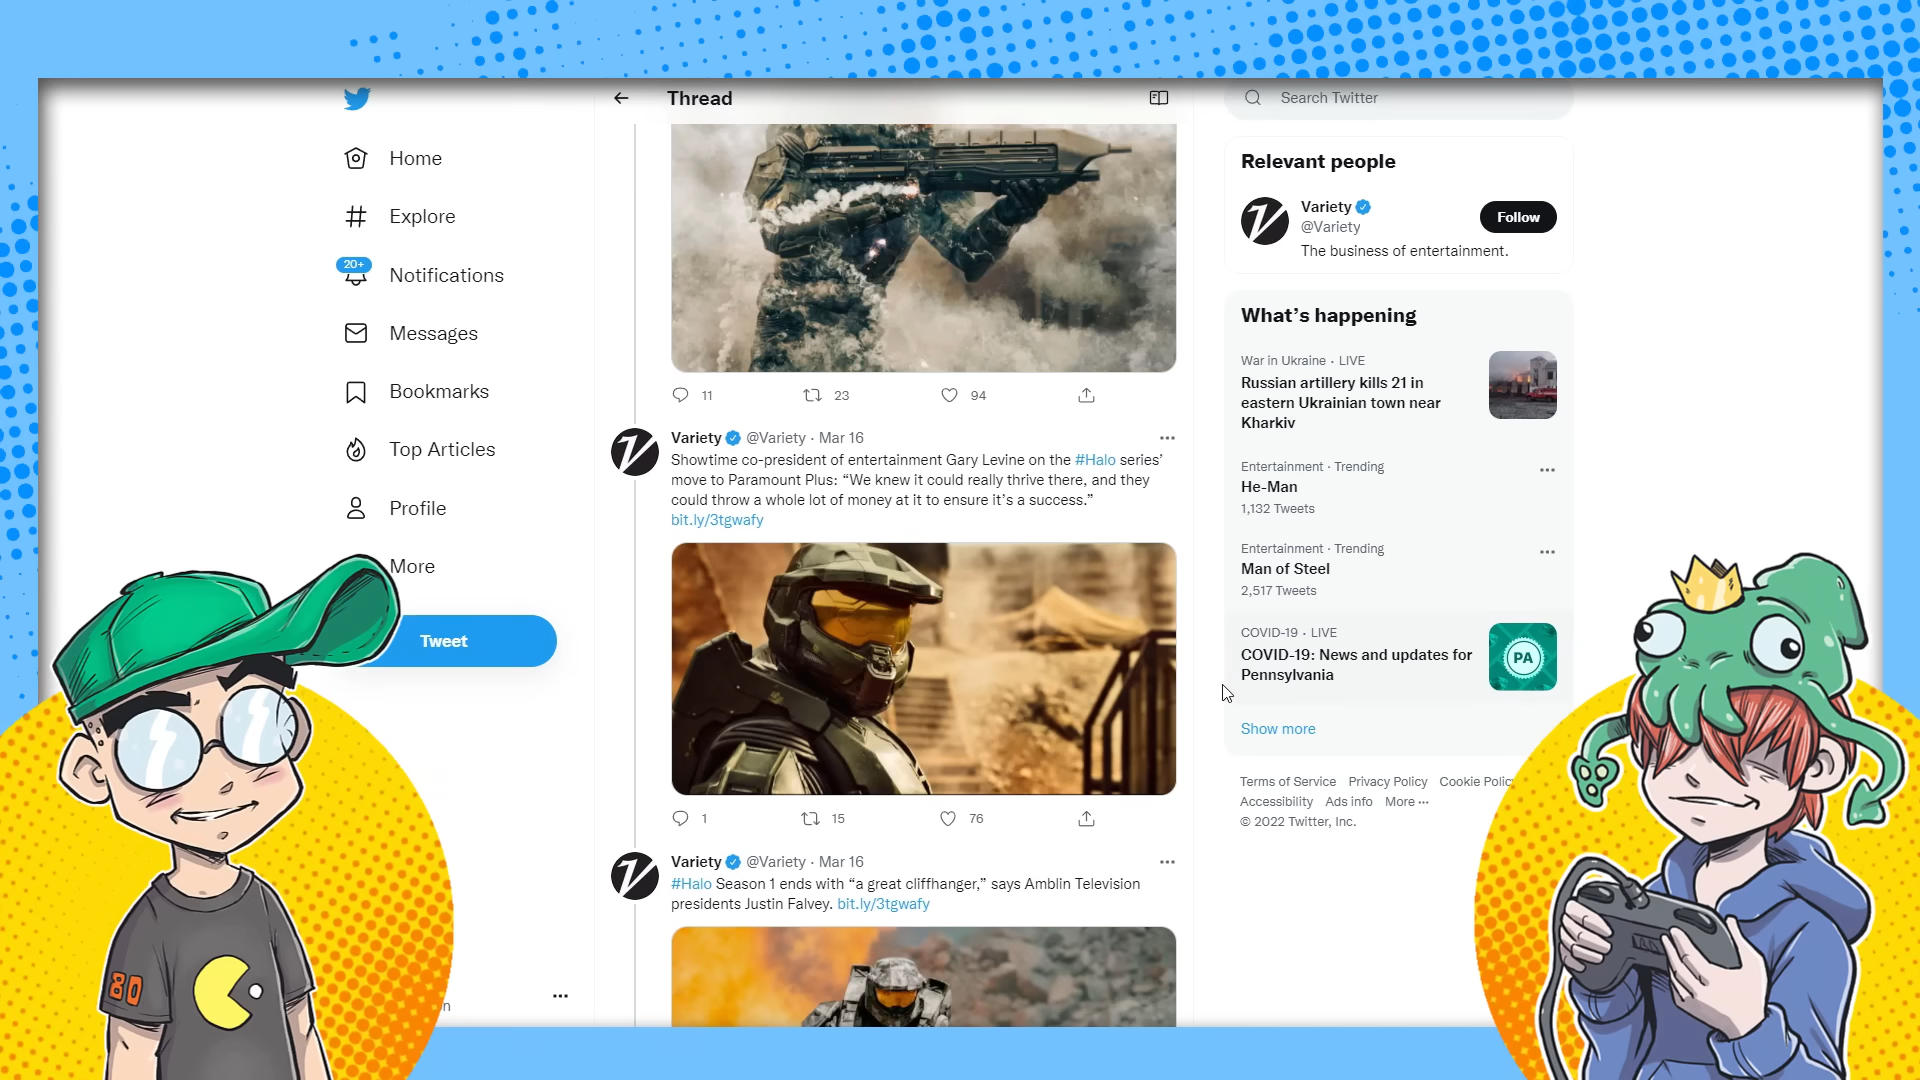 Thread
Search Twitter
Home
Explore
20+
Notifications
Messages
Bookmarks
Top Articles
Profile
More
Tweet
11 23 94
Variety @Variety · Mar 16
Showtime co-president of entertainment Gary Levine on the #Halo series’
move to Paramount Plus: “We knew it could really thrive there, and they
could throw a whole lot of money at it to ensure it’s a success.”
bit.ly/3tgwafy
1 15 76
Variety @Variety · Mar 16
#Halo Season 1 ends with “a great cliffhanger,” says Amblin Television
presidents Justin Falvey. bit.ly/3tgwafy
Relevant people
Variety
@Variety
Follow
The business of entertainment.
What’s happening
War in Ukraine · LIVE
Russian artillery kills 21 in
eastern Ukrainian town near
Kharkiv
Entertainment · Trending
He-Man
1,132 Tweets
Entertainment · Trending
Man of Steel
2,517 Tweets
COVID-19 · LIVE
COVID-19: News and updates for
Pennsylvania
PA
Show more
Terms of Service Privacy Policy Cookie
Accessibility Ads info More ···
© 2022 Twitter, Inc.
80